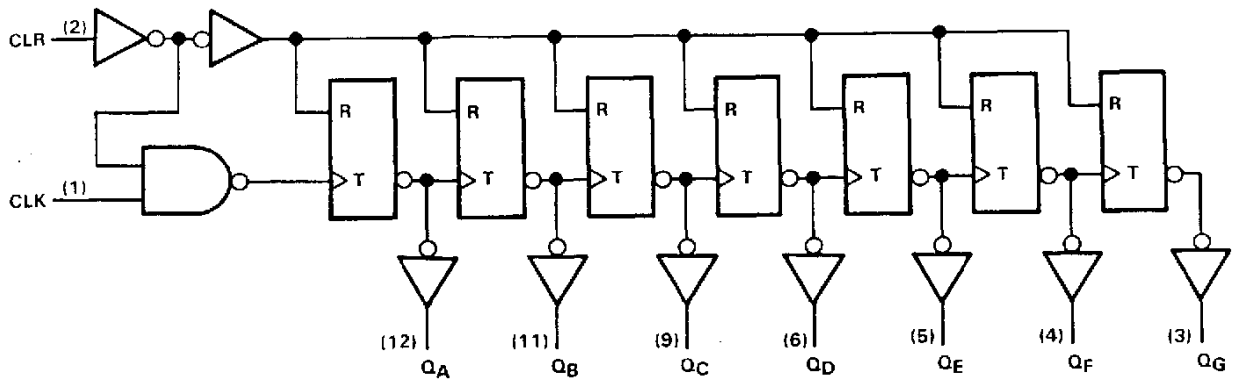 CLR (2)
R R R R R R R
T T T T T T T
CLK (1)
(12) (11) (9) (6) (5) (4) (3)
QA QB QC QD QE QF QG